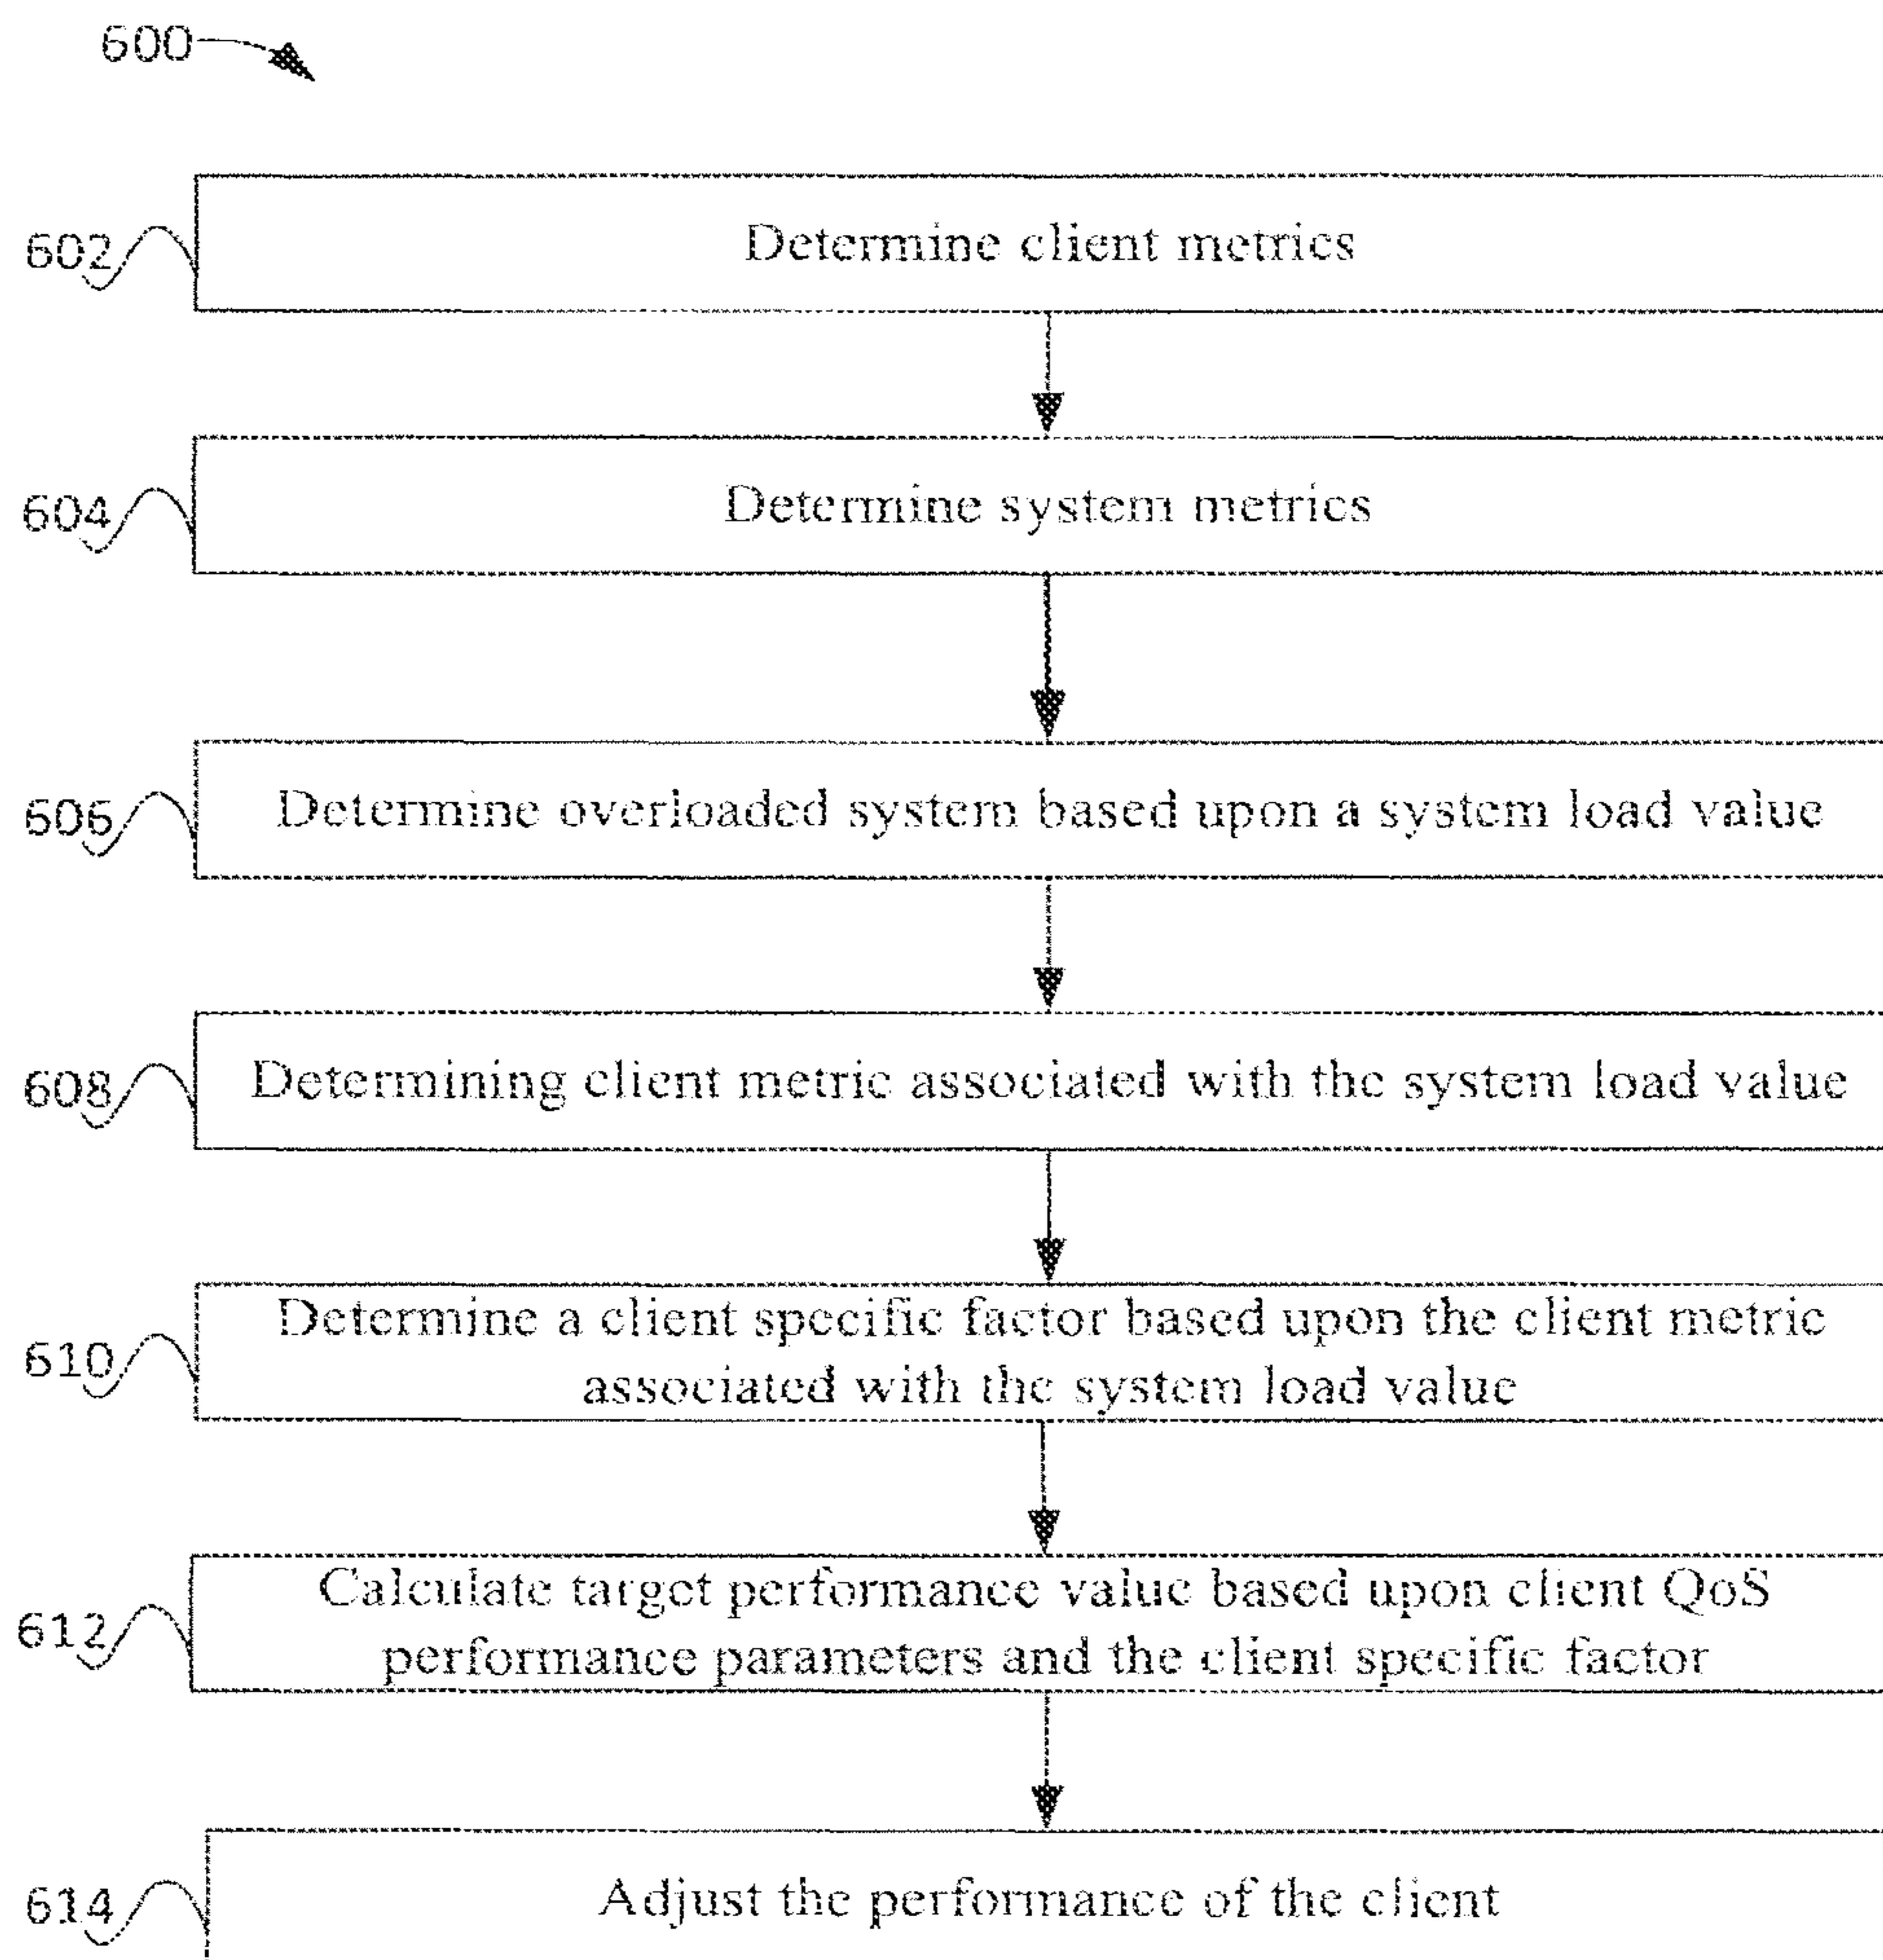 600
602
Determine client metrics
604
Determine system metrics
606
Determine overloaded system based upon a system load value
608
Determining client metric associated with the system load value
610
Determine a client specific factor based upon the client metric
associated with the system load value
612
Calculate target performance value based upon client QoS
performance parameters and the client specific factor
614
Adjust the performance of the client